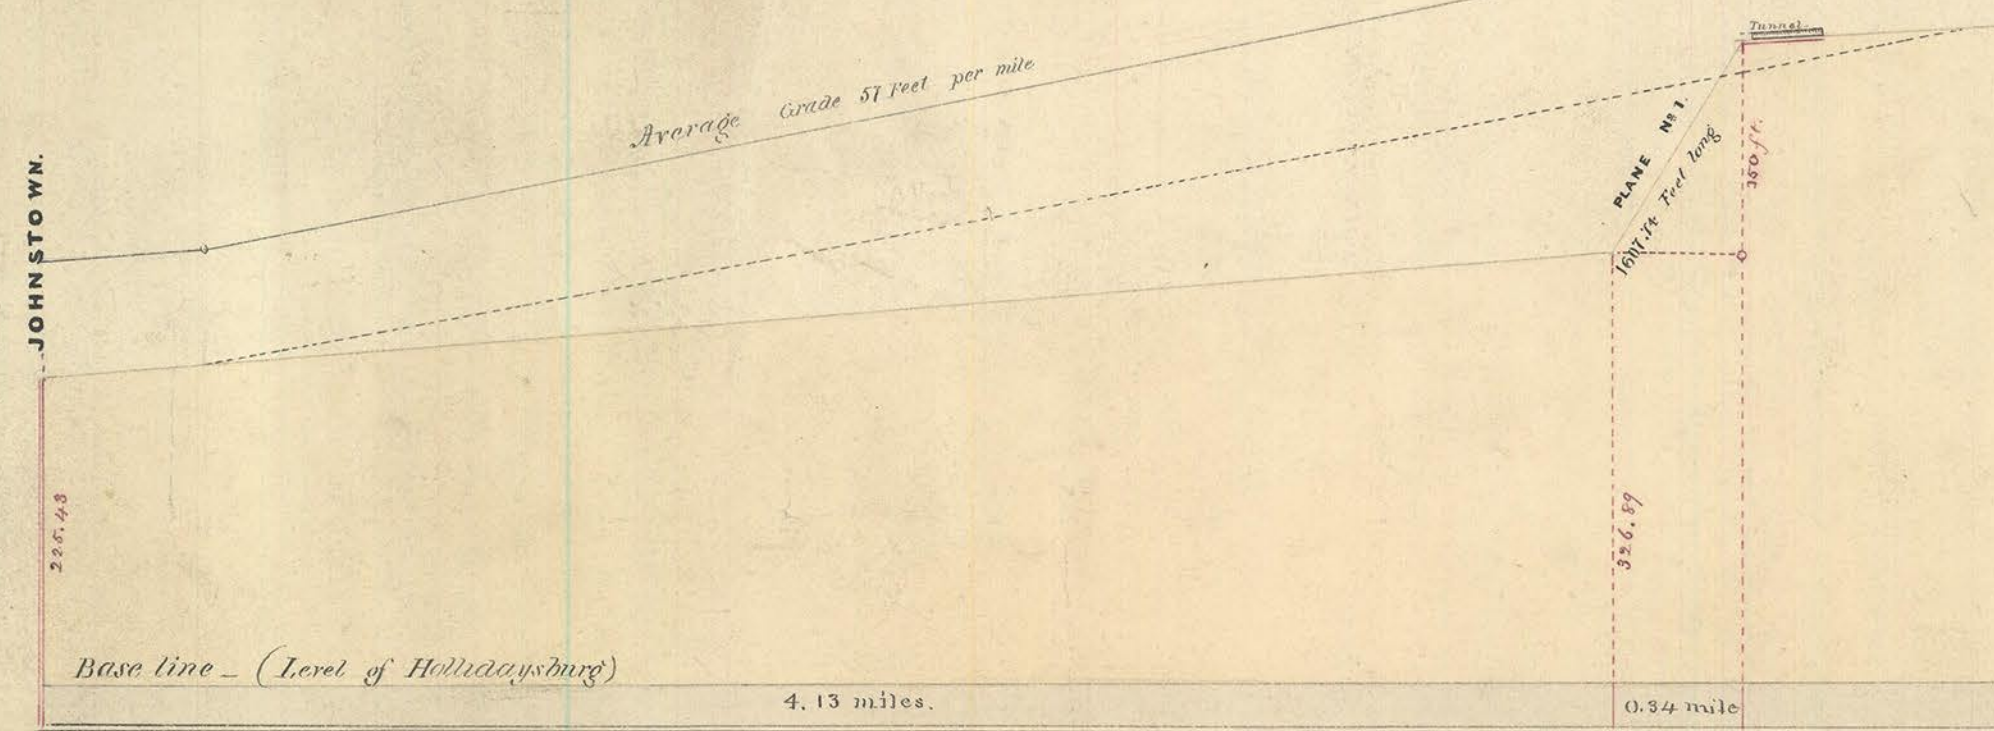 Tunnel.
Average Grade 57 Feet per mile
JOHNSTOWN.
PLANE Nº 1.
1607.74 Feet long
350 ft.
225.43
326.89
Base line - (Level of Hollidaysburg)
4.13 miles.
0.34 mile